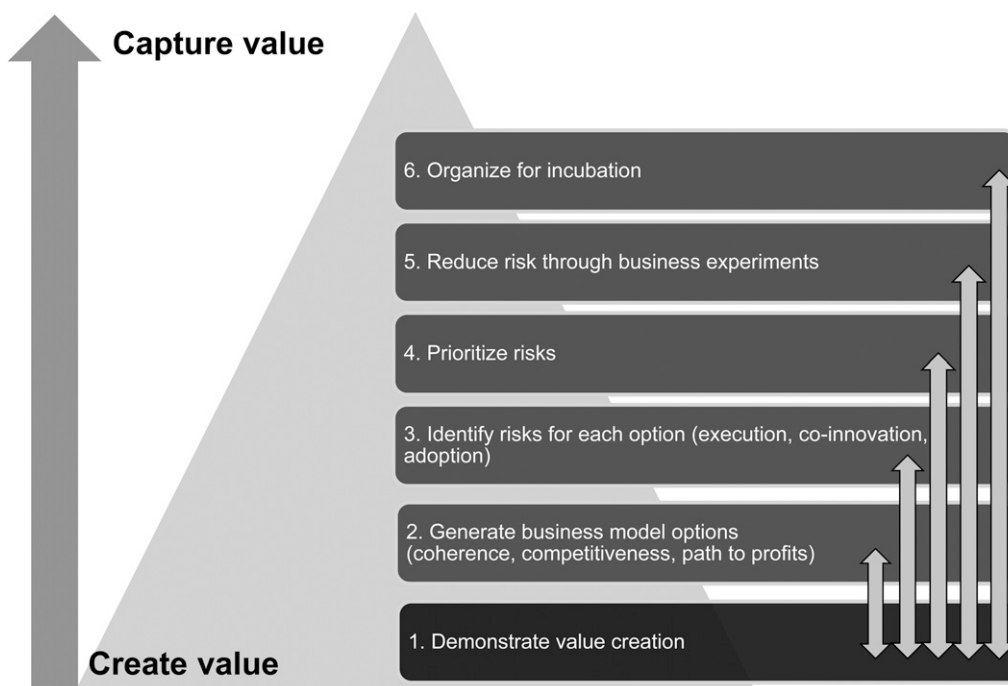 Capture value
6. Organize for incubation
5. Reduce risk through business experiments
4. Prioritize risks
3. Identify risks for each option (execution, co-innovation,
adoption)
2. Generate business model options
(coherence, competitiveness, path to profits)
1. Demonstrate value creation
Create value